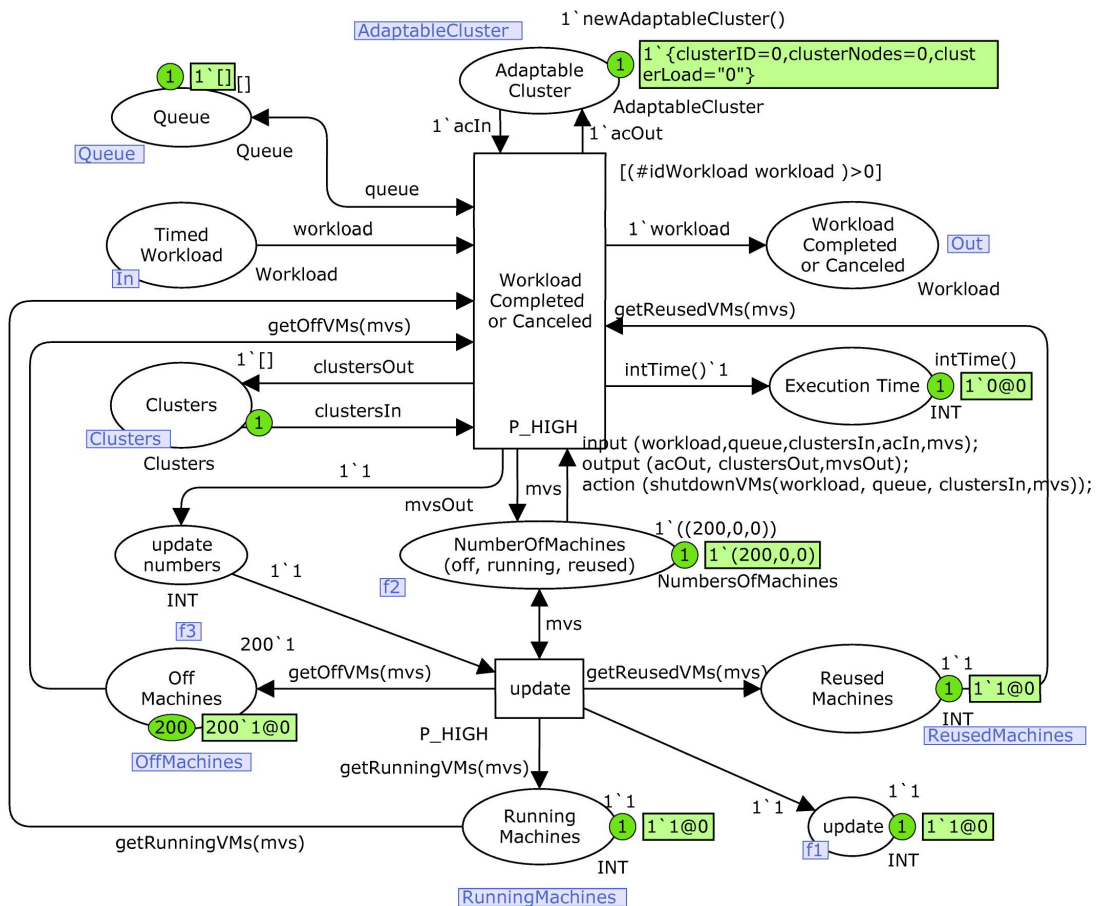 1`newAdaptableCluster()
AdaptableCluster
1`{clusterID=0,clusterNodes=0,clust
erLoad="0"}
1
Adaptable
Cluster
AdaptableCluster
1
1`[]
[]
Queue
Queue
Queue
1`acIn
1`acOut
[(#idWorkload workload )>0]
queue
Timed
Workload
In
Workload
workload
1`workload
Workload
Completed
or Canceled
Out
Workload
Workload
Completed
or Canceled
getOffVMs(mvs)
getReusedVMs(mvs)
1`[]
clustersOut
Clusters
1
clustersIn
Clusters
Clusters
intTime()`1
Execution Time
intTime()
1
1`0@0
INT
P_HIGH
input (workload,queue,clustersIn,acIn,mvs);
output (acOut, clustersOut,mvsOut);
action (shutdownVMs(workload, queue, clustersIn,mvs));
1`1
mvsOut
mvs
update
numbers
INT
f3
1`1
NumberOfMachines
(off, running, reused)
1`((200,0,0))
1
1`(200,0,0)
NumbersOfMachines
f2
mvs
200`1
Off
Machines
200
200`1@0
OffMachines
getOffVMs(mvs)
update
P_HIGH
getReusedVMs(mvs)
Reused
Machines
1`1
1
1`1@0
INT
ReusedMachines
getRunningVMs(mvs)
1`1
getRunningVMs(mvs)
Running
Machines
1`1
1
1`1@0
INT
RunningMachines
update
1`1
1
1`1@0
f1
INT